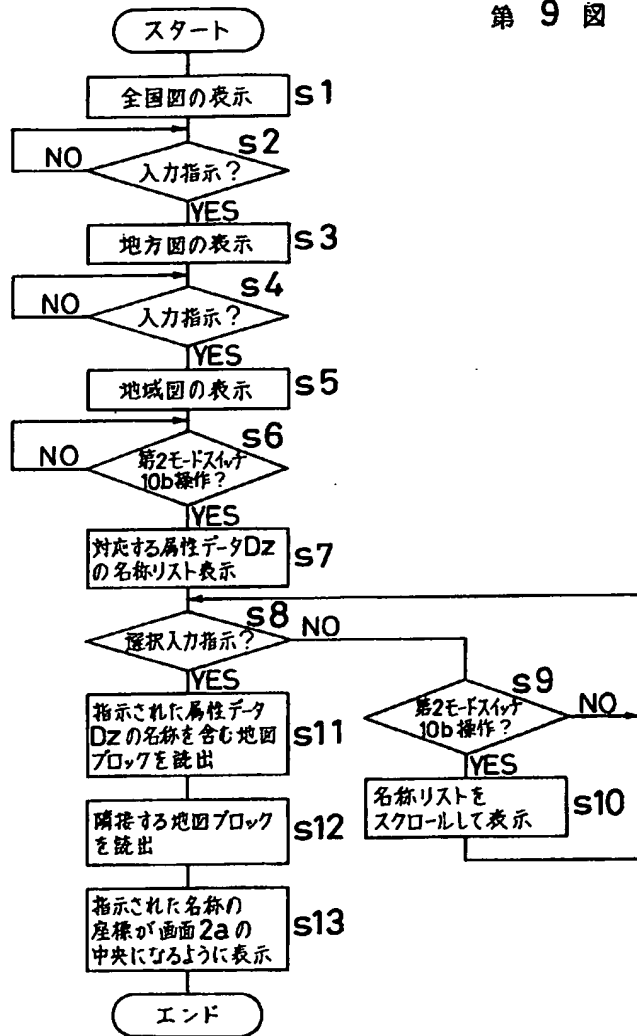 第 9 図
スタート
全国図の表示
S1
S2
NO
入力指示?
YES
地方図の表示
S3
S4
NO
入力指示?
YES
地域図の表示
S5
S6
NO
第2モードスイッチ
10b操作?
YES
対応する属性データDz
の名称リスト表示
S7
S8
選択入力指示?
NO
YES
S9
第2モードスイッチ
10b操作?
NO
YES
名称リストを
スクロールして表示
S10
指示された属性データ
Dzの名称を含む地図
ブロックを読出
S11
隣接する地図ブロック
を読出
S12
指示された名称の
座標が画面2aの
中央になるように表示
S13
エンド